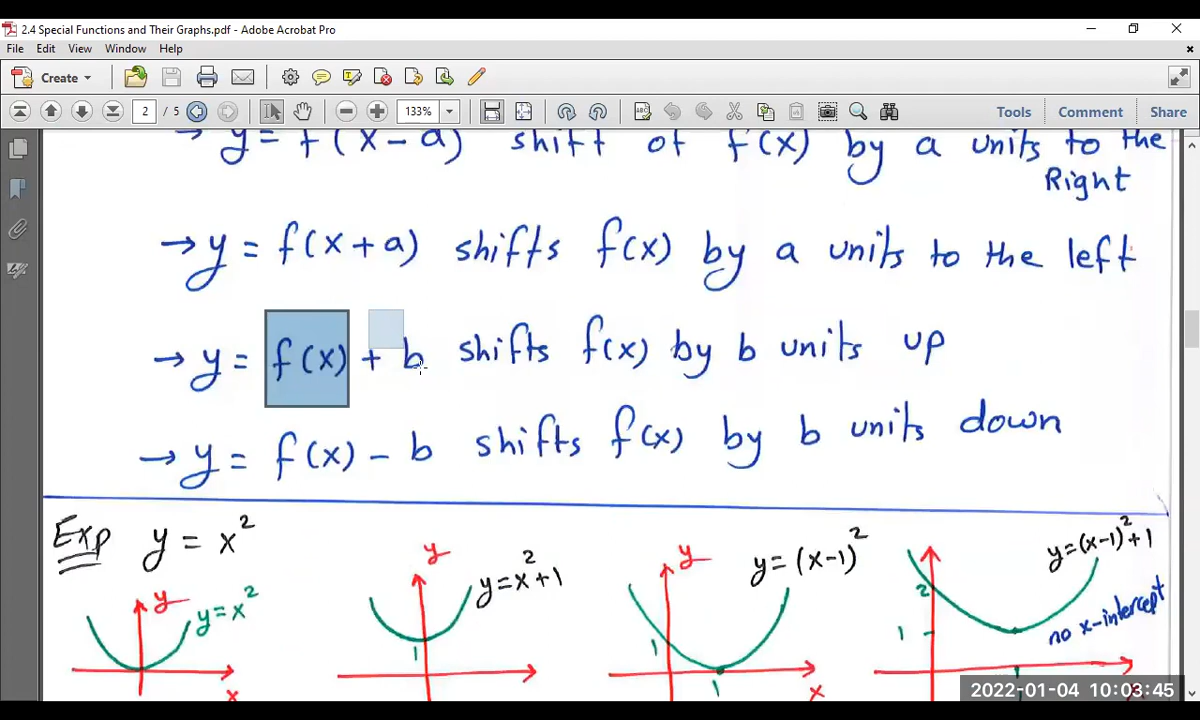 2.4 Special Functions and Their Graphs.pdf - Adobe Acrobat Pro
File Edit View Window Help
Create
2 / 5 133% Tools Comment Share
→ y = f(x - a) shift of f(x) by a units to the
Right
→ y = f(x + a) shifts f(x) by a units to the left
→ y = f(x) + b shifts f(x) by b units up
→ y = f(x) - b shifts f(x) by b units down
Exp y = x²
y y = x²
x
y y = x² + 1
1
y y = (x-1)²
1
1 x
y = (x-1)² + 1
2
1
no x-intercept
1
2022-01-04 10:03:45